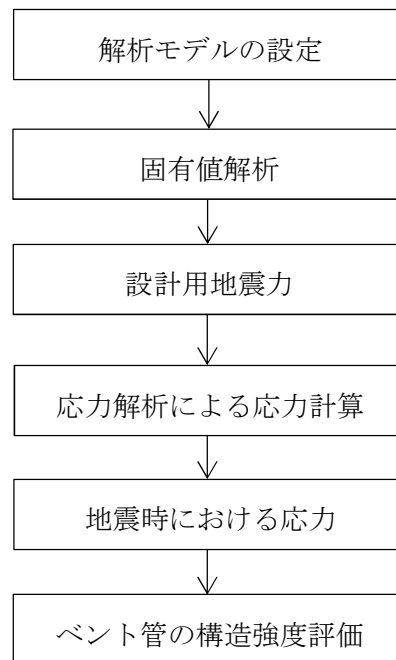 解析モデルの設定
固有値解析
設計用地震力
応力解析による応力計算
地震時における応力
ベント管の構造強度評価